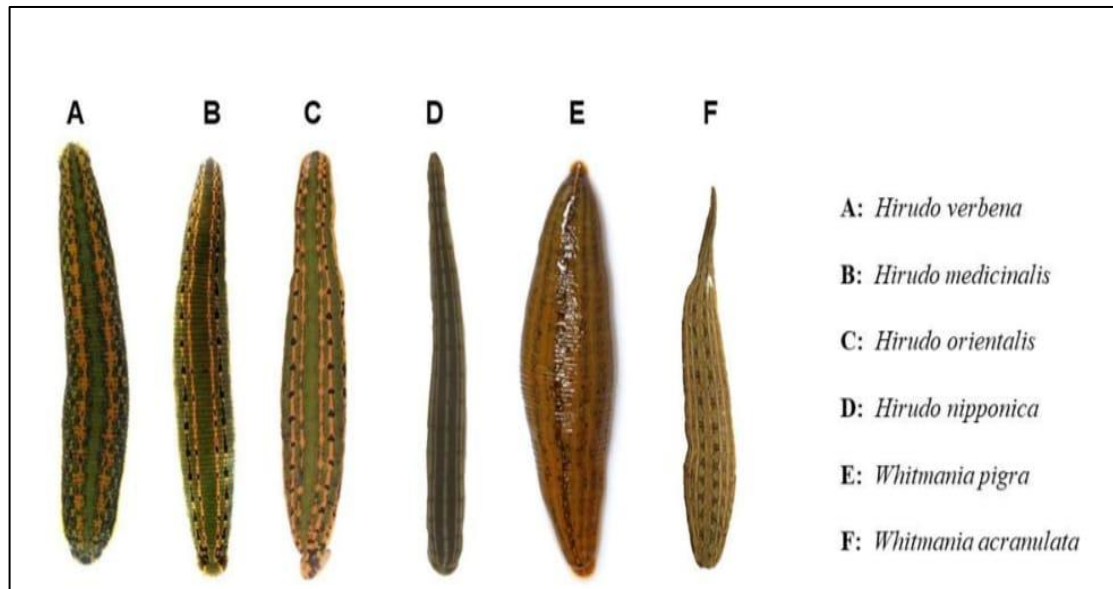 A B C D E F
A: Hirudo verbena
B: Hirudo medicinalis
C: Hirudo orientalis
D: Hirudo nipponica
E: Whitmania pigra
F: Whitmania acranulata